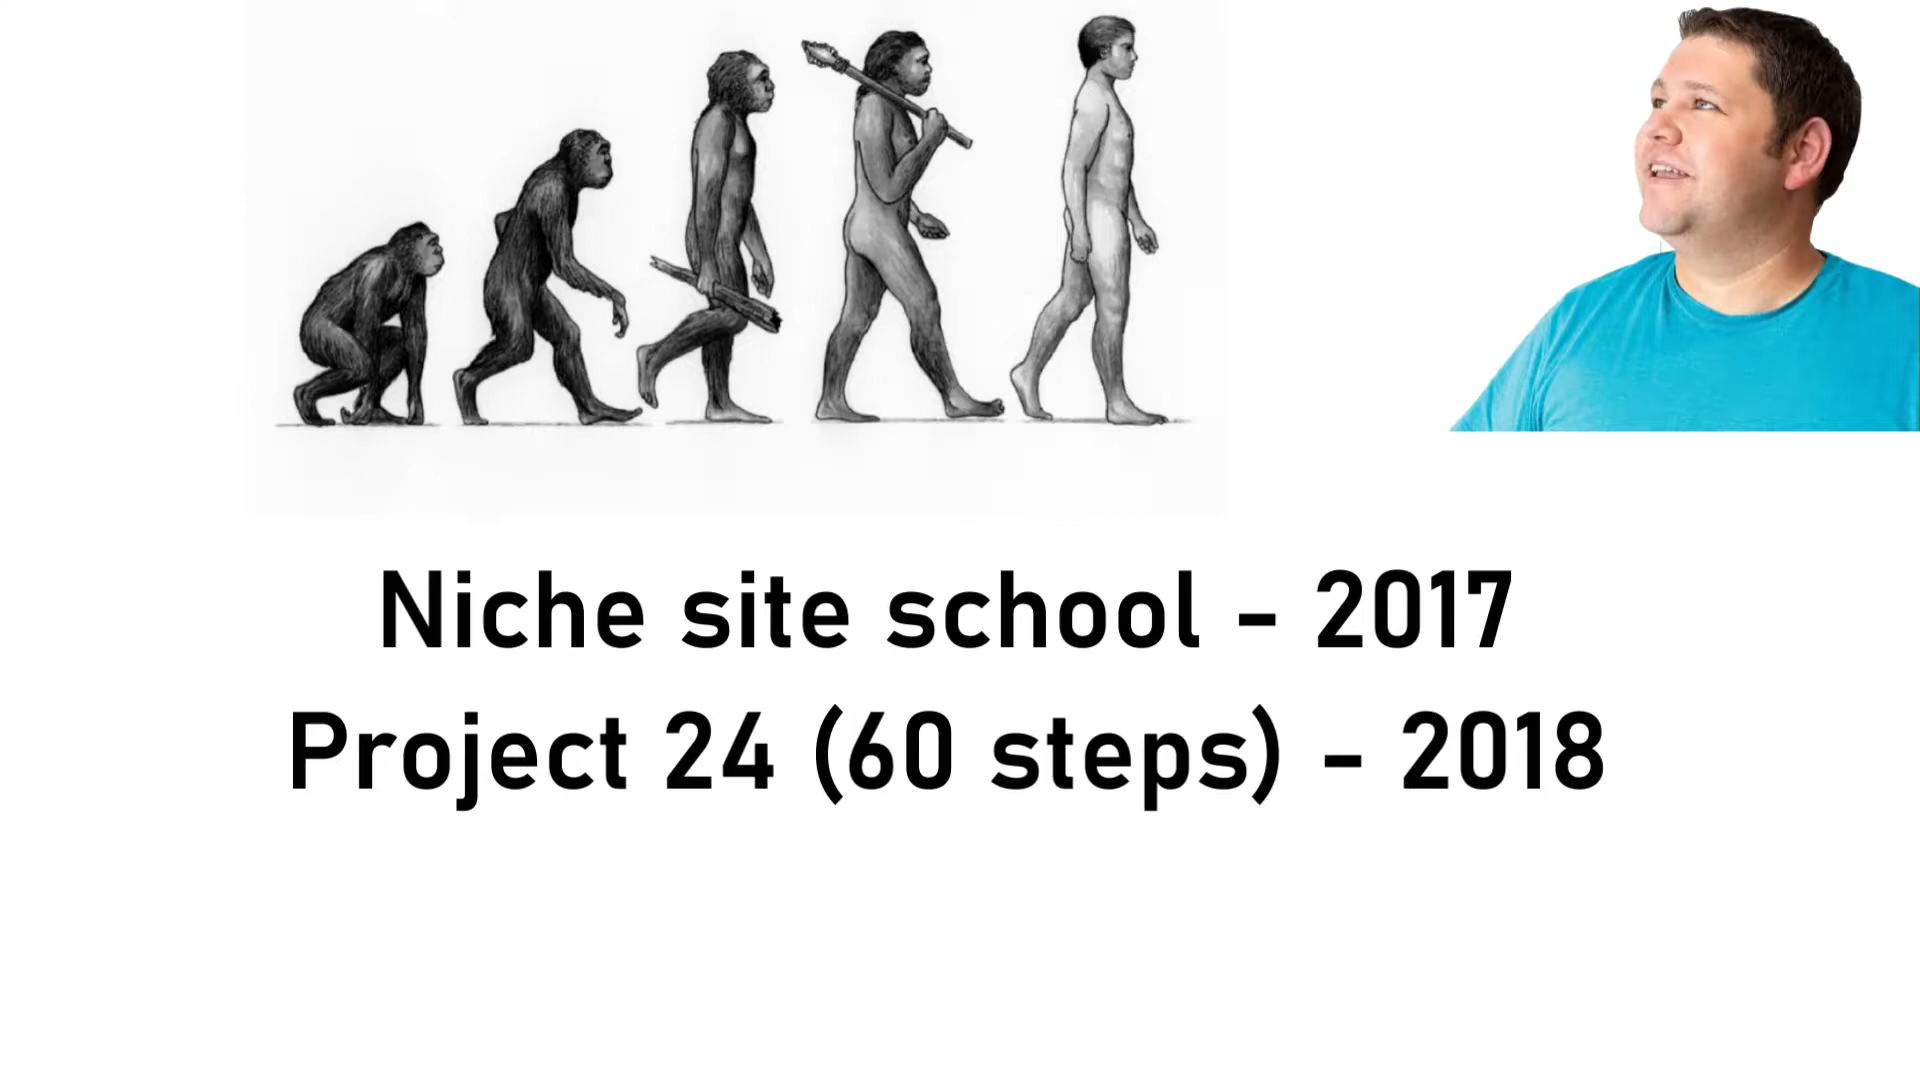 Niche site school - 2017
Project 24 (60 steps) - 2018